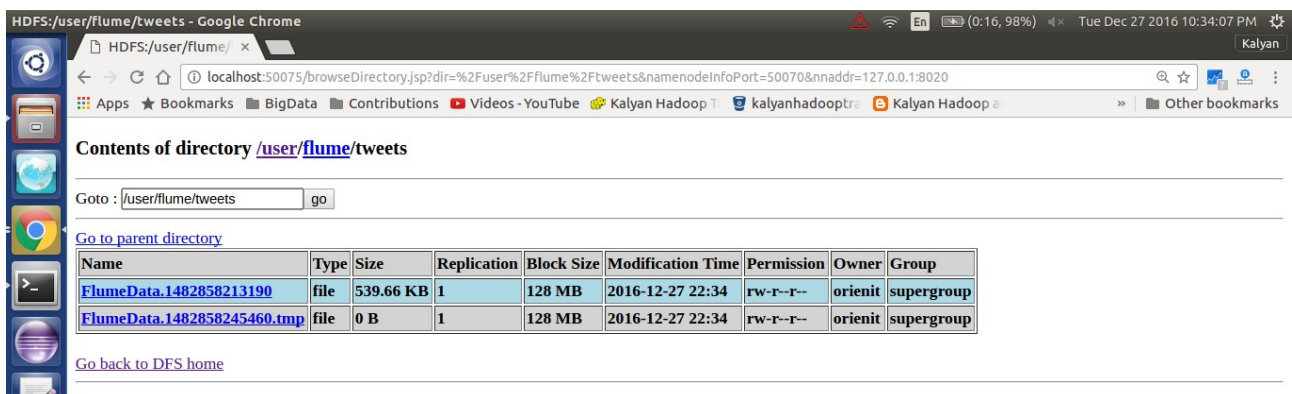 HDFS:/user/flume/tweets - Google Chrome En (0:16, 98%) Tue Dec 27 2016 10:34:07 PM
HDFS:/user/flume/ × Kalyan
localhost:50075/browseDirectory.jsp?dir=%2Fuser%2Fflume%2Ftweets&namenodeInfoPort=50070&nnaddr=127.0.0.1:8020
Apps Bookmarks BigData Contributions Videos - YouTube Kalyan Hadoop T kalyanhadooptra Kalyan Hadoop a » Other bookmarks
Contents of directory /user/flume/tweets
Goto : /user/flume/tweets go
Go to parent directory
Name Type Size Replication Block Size Modification Time Permission Owner Group
FlumeData.1482858213190 file 539.66 KB 1 128 MB 2016-12-27 22:34 rw-r--r-- orienit supergroup
FlumeData.1482858245460.tmp file 0 B 1 128 MB 2016-12-27 22:34 rw-r--r-- orienit supergroup
Go back to DFS home